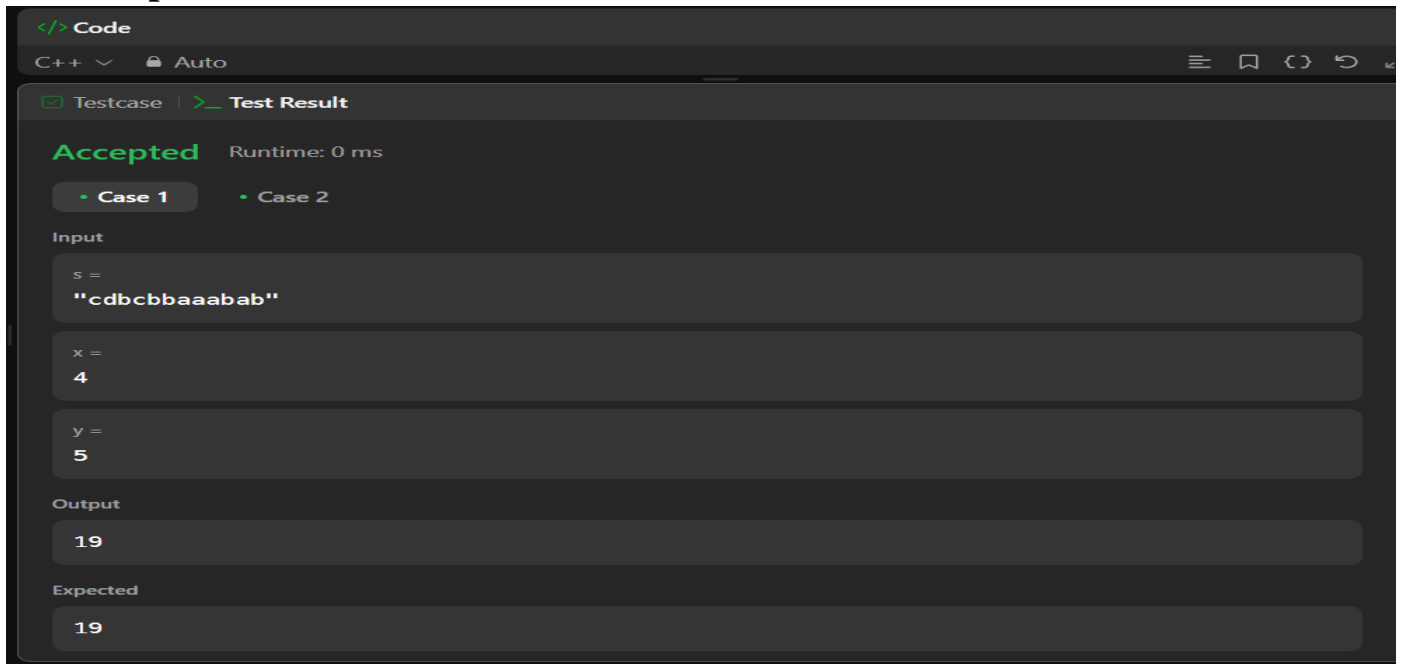 </> Code
C++ Auto
Testcase | >_ Test Result
Accepted Runtime: 0 ms
• Case 1 • Case 2
Input
s =
"cdbcbbaaabab"
x =
4
y =
5
Output
19
Expected
19